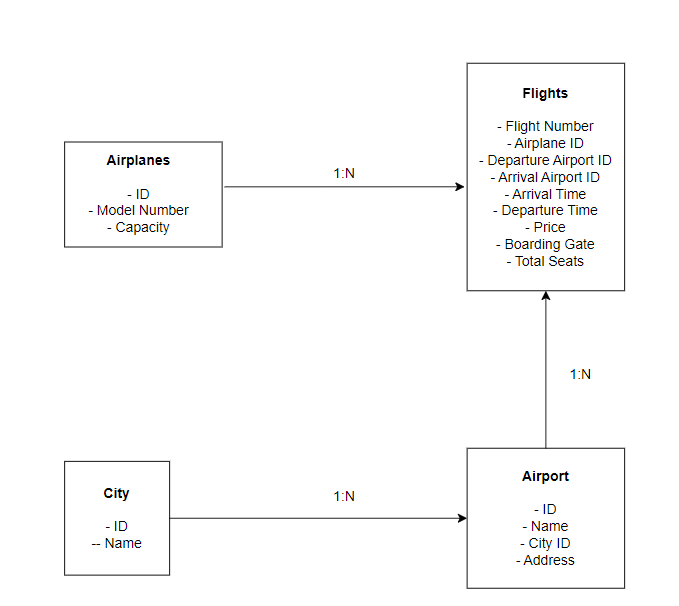 Airplanes
- ID
- Model Number
- Capacity
1:N
Flights
- Flight Number
- Airplane ID
- Departure Airport ID
- Arrival Airport ID
- Arrival Time
- Departure Time
- Price
- Boarding Gate
- Total Seats
1:N
City
- ID
-- Name
1:N
Airport
- ID
- Name
- City ID
- Address